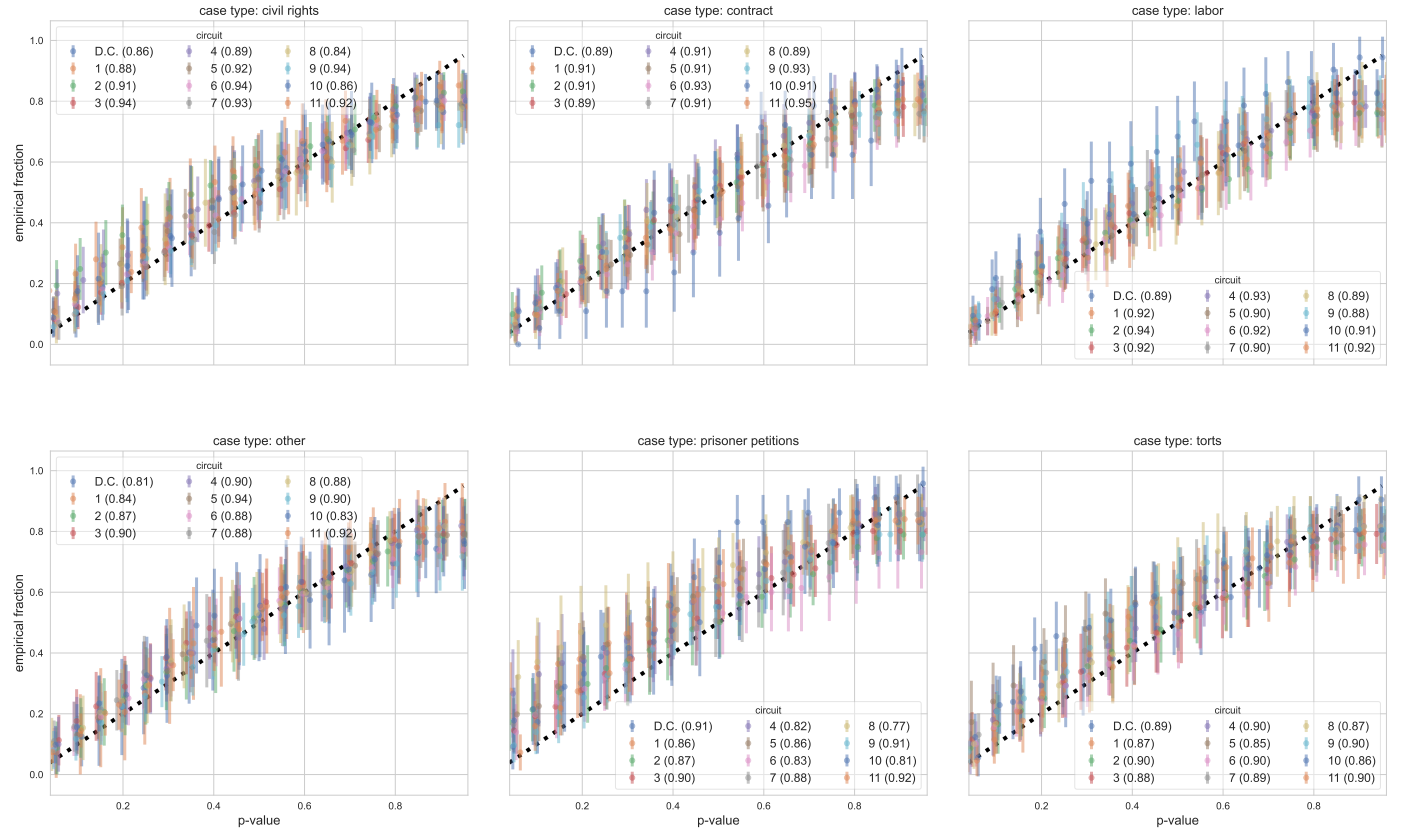 case type: civil rights
circuit
D.C. (0.86) 4 (0.89) 8 (0.84)
1 (0.88) 5 (0.92) 9 (0.94)
2 (0.91) 6 (0.94) 10 (0.86)
3 (0.94) 7 (0.93) 11 (0.92)
1.0
0.8
0.6
0.4
0.2
0.0
empirical fraction
case type: contract
circuit
D.C. (0.89) 4 (0.91) 8 (0.89)
1 (0.91) 5 (0.91) 9 (0.93)
2 (0.91) 6 (0.93) 10 (0.91)
3 (0.89) 7 (0.91) 11 (0.95)
case type: labor
circuit
D.C. (0.89) 4 (0.93) 8 (0.89)
1 (0.92) 5 (0.90) 9 (0.88)
2 (0.94) 6 (0.92) 10 (0.91)
3 (0.92) 7 (0.90) 11 (0.92)
case type: other
circuit
D.C. (0.81) 4 (0.90) 8 (0.88)
1 (0.84) 5 (0.94) 9 (0.90)
2 (0.87) 6 (0.88) 10 (0.83)
3 (0.90) 7 (0.88) 11 (0.92)
1.0
0.8
0.6
0.4
0.2
0.0
empirical fraction
0.2 0.4 0.6 0.8
p-value
case type: prisoner petitions
circuit
D.C. (0.91) 4 (0.82) 8 (0.77)
1 (0.86) 5 (0.86) 9 (0.91)
2 (0.87) 6 (0.83) 10 (0.81)
3 (0.90) 7 (0.88) 11 (0.92)
0.2 0.4 0.6 0.8
p-value
case type: torts
circuit
D.C. (0.89) 4 (0.90) 8 (0.87)
1 (0.87) 5 (0.85) 9 (0.90)
2 (0.90) 6 (0.90) 10 (0.86)
3 (0.88) 7 (0.89) 11 (0.90)
0.2 0.4 0.6 0.8
p-value